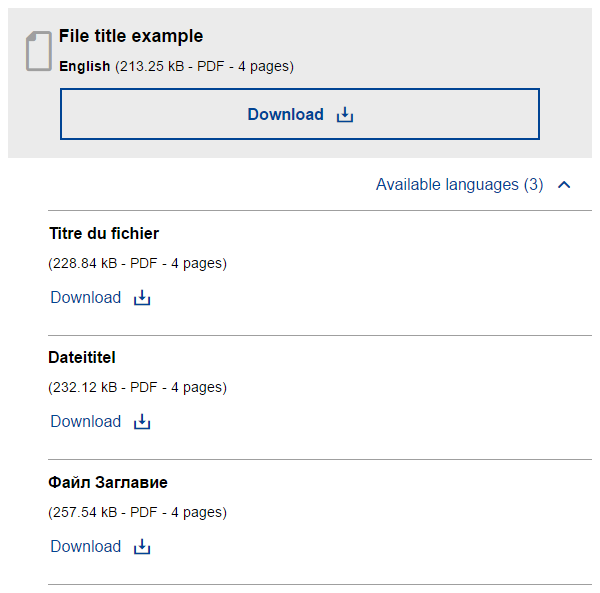 File title example
English (213.25 kB - PDF - 4 pages)
Download
Available languages (3)
Titre du fichier
(228.84 kB - PDF - 4 pages)
Download
Dateititel
(232.12 kB - PDF - 4 pages)
Download
Файл Заглавие
(257.54 kB - PDF - 4 pages)
Download